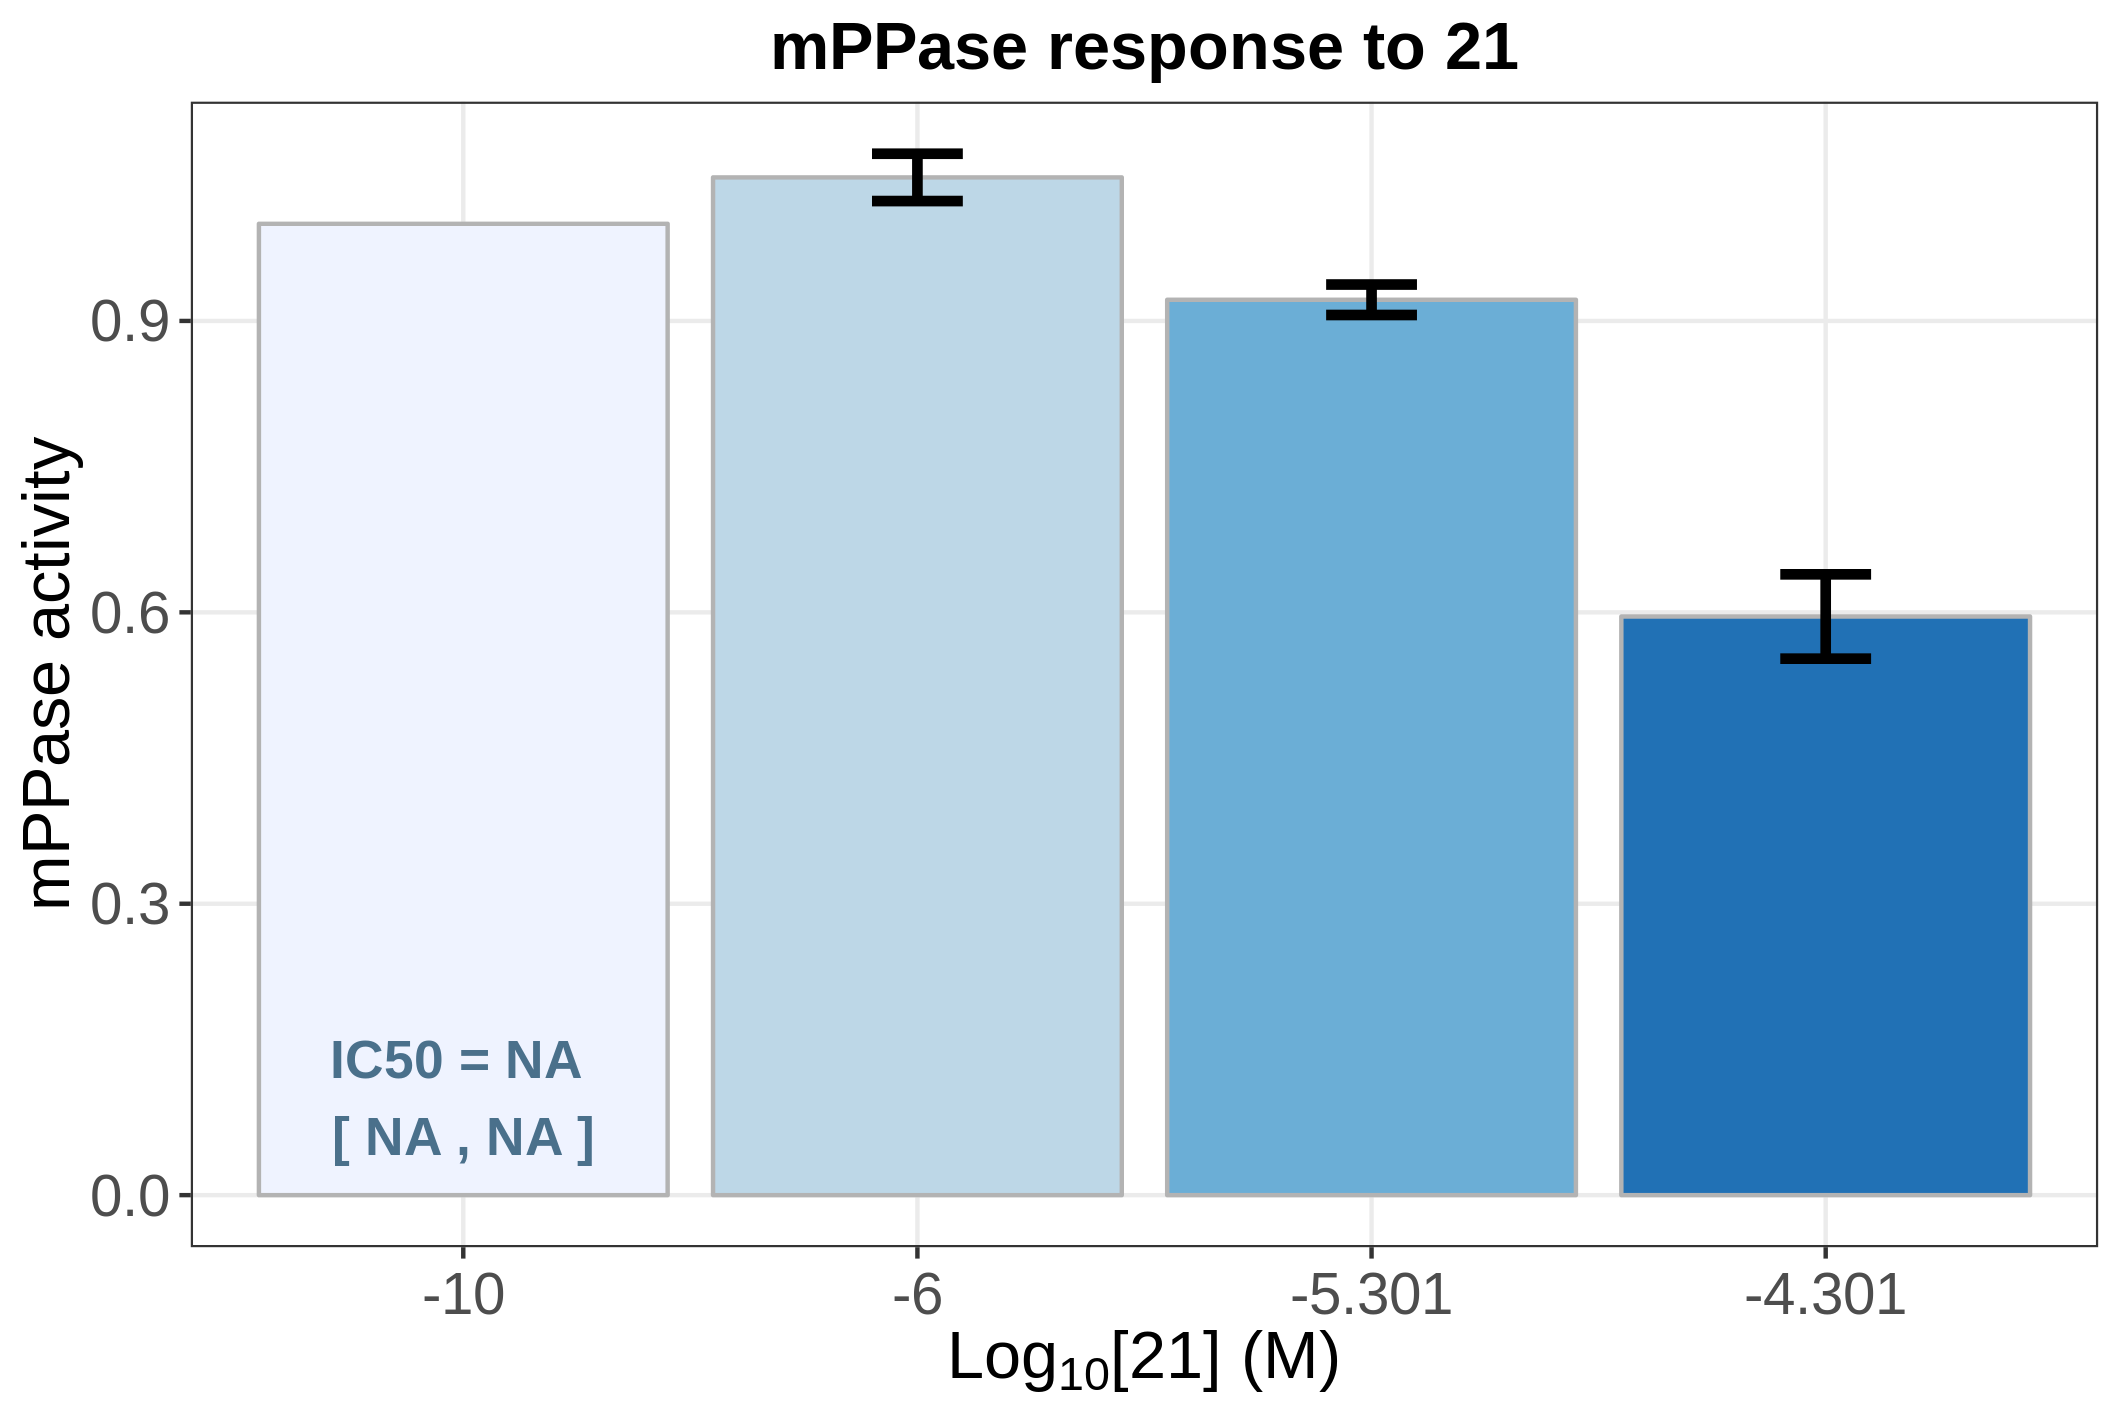 mPPase response to 21
mPPase activity
0.9
0.6
0.3
0.0
IC50 = NA
[ NA , NA ]
-10
-6
-5.301
-4.301
Log10[21] (M)